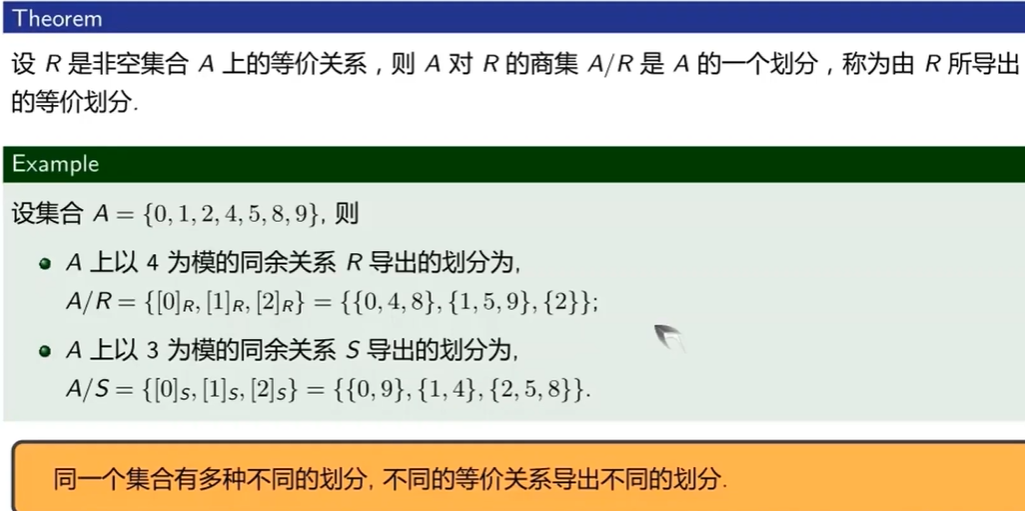 Theorem
设 R 是非空集合 A 上的等价关系，则 A 对 R 的商集 A/R 是 A 的一个划分，称为由 R 所导出
的等价划分.
Example
设集合 A = {0, 1, 2, 4, 5, 8, 9}, 则
A 上以 4 为模的同余关系 R 导出的划分为,
A/R = {[0]_R, [1]_R, [2]_R} = {{0, 4, 8}, {1, 5, 9}, {2}};
A 上以 3 为模的同余关系 S 导出的划分为,
A/S = {[0]_S, [1]_S, [2]_S} = {{0, 9}, {1, 4}, {2, 5, 8}}.
同一个集合有多种不同的划分, 不同的等价关系导出不同的划分.